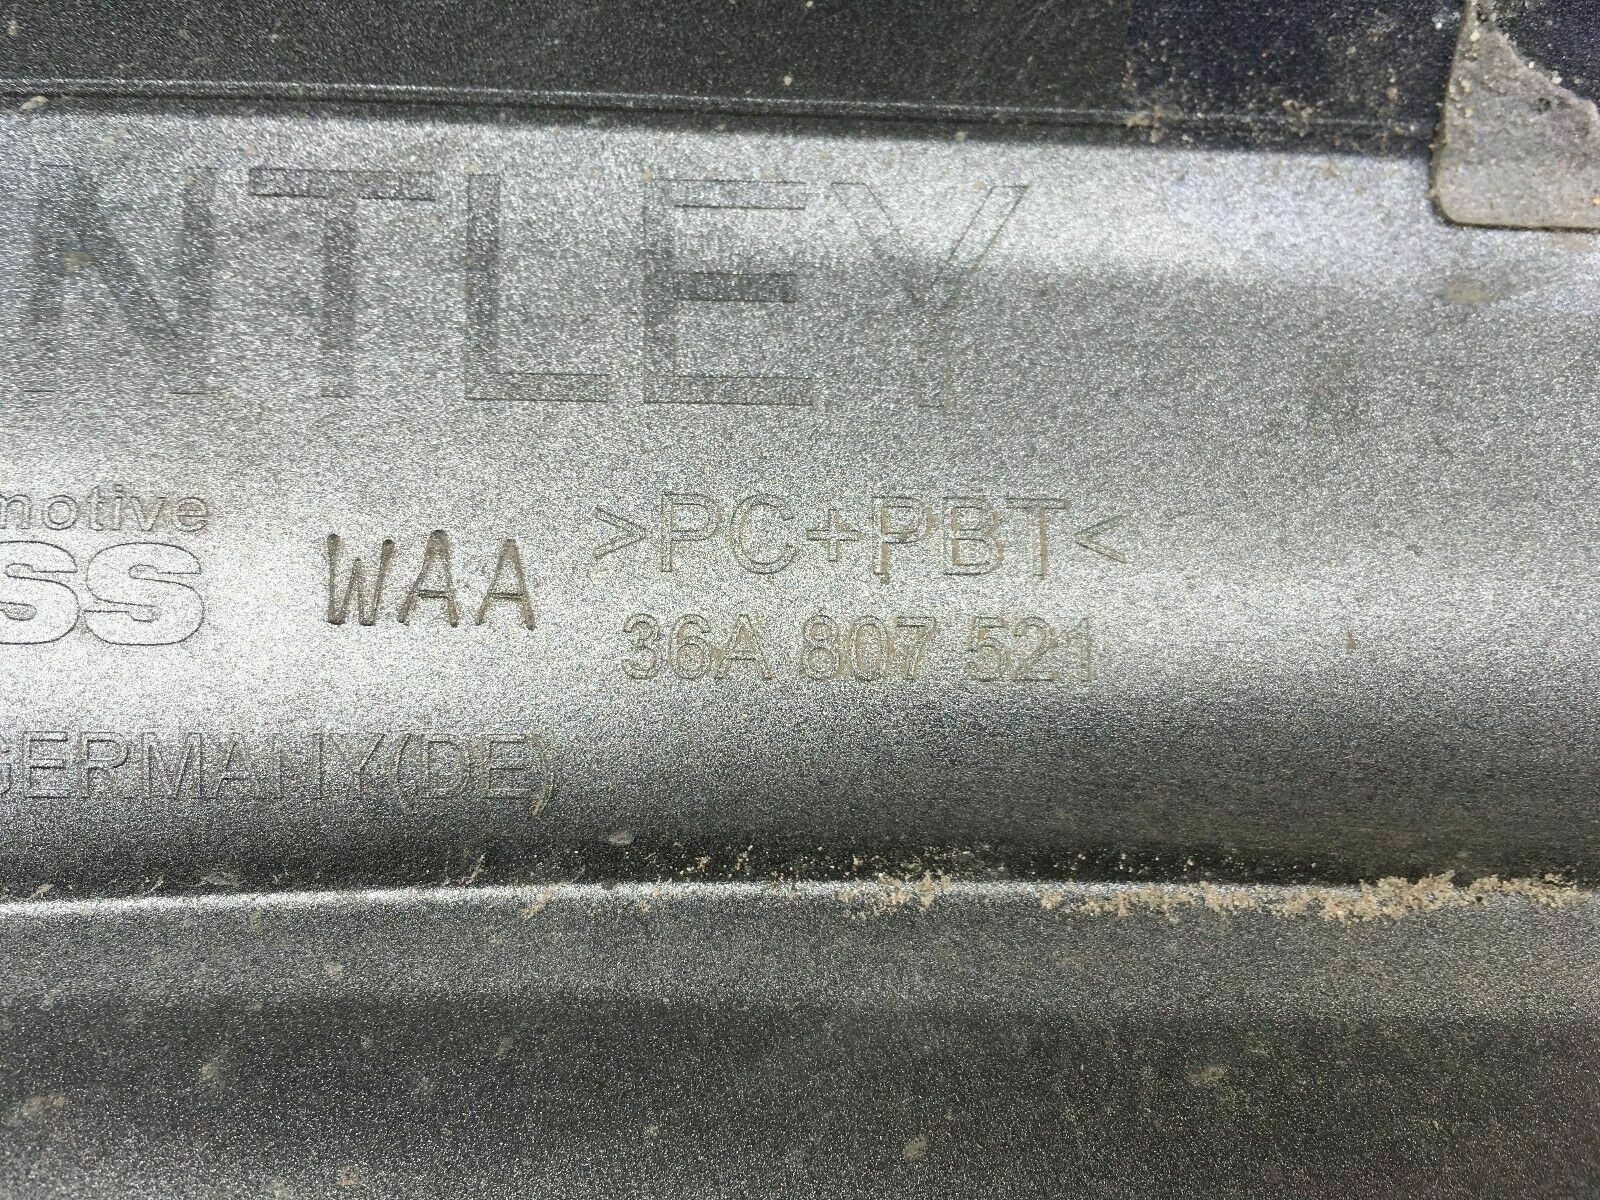 NTLEY
motive
SS WAA >PC+PBT<
36A 807 521
GERMANY(DE)